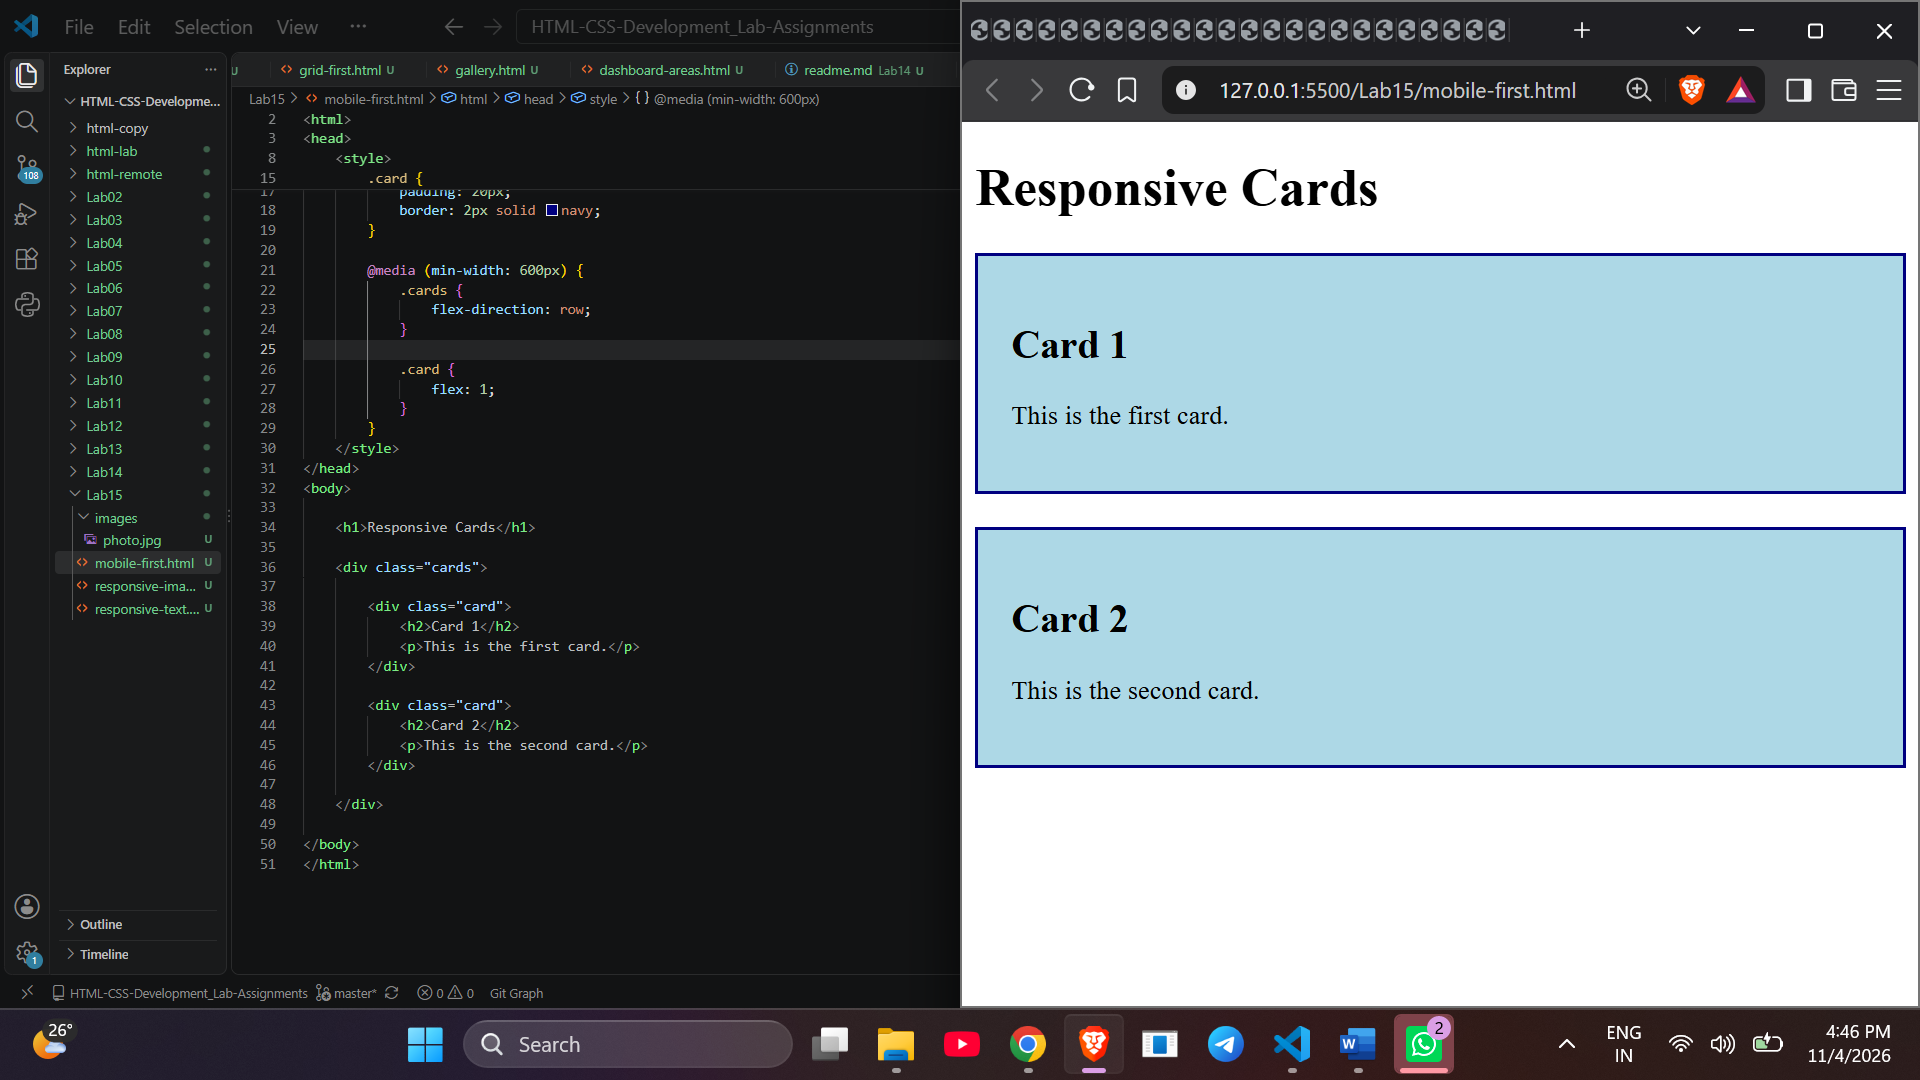 File Edit Selection View ··· HTML-CSS-Development_Lab-Assignments
Explorer ···
HTML-CSS-Developme...
html-copy
html-lab
html-remote
Lab02
Lab03
Lab04
Lab05
Lab06
Lab07
Lab08
Lab09
Lab10
Lab11
Lab12
Lab13
Lab14
Lab15
images
photo.jpg U
mobile-first.html U
responsive-ima... U
responsive-text.... U
Outline
Timeline
108
1
U grid-first.html U gallery.html U dashboard-areas.html U readme.md Lab14 U
Lab15 > mobile-first.html > html > head > style > { } @media (min-width: 600px)
2 <html>
3 <head>
8 <style>
15 .card {
17 padding: 20px;
18 border: 2px solid navy;
19 }
20
21 @media (min-width: 600px) {
22 .cards {
23 flex-direction: row;
24 }
25
26 .card {
27 flex: 1;
28 }
29 }
30 </style>
31 </head>
32 <body>
33
34 <h1>Responsive Cards</h1>
35
36 <div class="cards">
37
38 <div class="card">
39 <h2>Card 1</h2>
40 <p>This is the first card.</p>
41 </div>
42
43 <div class="card">
44 <h2>Card 2</h2>
45 <p>This is the second card.</p>
46 </div>
47
48 </div>
49
50 </body>
51 </html>
HTML-CSS-Development_Lab-Assignments master* 0 0 Git Graph
127.0.0.1:5500/Lab15/mobile-first.html
Responsive Cards
Card 1
This is the first card.
Card 2
This is the second card.
26°
Search
W
2
ENG
IN
4:46 PM
11/4/2026